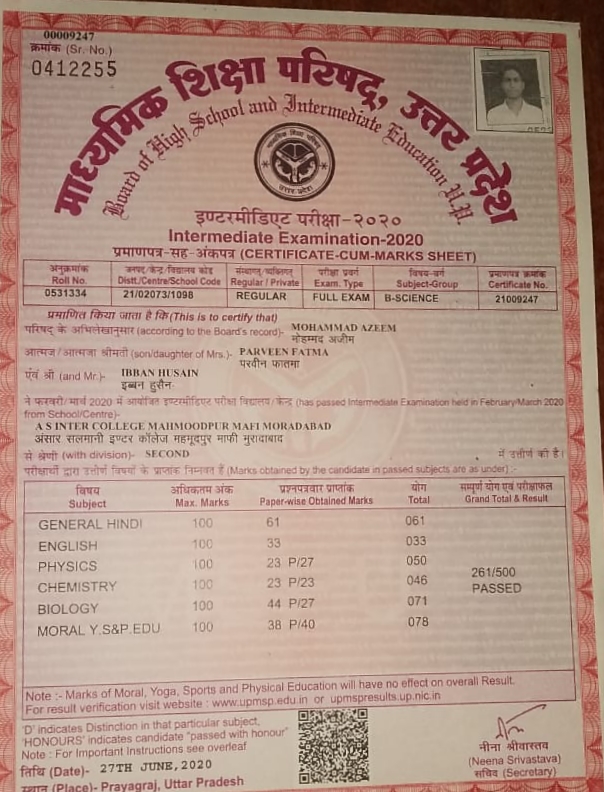 00009247
क्रमांक (Sr. No.)
0412255
माध्यमिक शिक्षा परिषद्, उत्तर प्रदेश
Board of High School and Intermediate Education U.P.
इण्टरमीडिएट परीक्षा-२०२०
Intermediate Examination-2020
प्रमाणपत्र-सह-अंकपत्र (CERTIFICATE-CUM-MARKS SHEET)
अनुक्रमांक जनपद/केन्द्र/विद्यालय कोड संस्थागत/व्यक्तिगत परीक्षा प्रवर्ग विषय-वर्ग प्रमाणपत्र क्रमांक
Roll No. Distt./Centre/School Code Regular / Private Exam. Type Subject-Group Certificate No.
0531334 21/02073/1098 REGULAR FULL EXAM B-SCIENCE 21009247
प्रमाणित किया जाता है कि (This is to certify that)
परिषद् के अभिलेखानुसार (according to the Board's record)- MOHAMMAD AZEEM
मोहम्मद अजीम
आत्मज/आत्मजा श्रीमती (son/daughter of Mrs.)- PARVEEN FATMA
परवीन फातमा
एवं श्री (and Mr.)- IBBAN HUSAIN
इब्बन हुसैन
ने फरवरी/मार्च 2020 में आयोजित इण्टरमीडिएट परीक्षा विद्यालय/केन्द्र (has passed Intermediate Examination held in February/March 2020
from School/Centre)-
A S INTER COLLEGE MAHMOODPUR MAFI MORADABAD
अंसार सलमानी इण्टर कॉलेज महमूदपुर माफी मुरादाबाद
से श्रेणी (with division)- SECOND में उत्तीर्ण की है।
परीक्षार्थी द्वारा उत्तीर्ण विषयों के प्राप्तांक निम्नवत हैं (Marks obtained by the candidate in passed subjects are as under) :-
विषय अधिकतम अंक प्रश्नपत्रवार प्राप्तांक योग सम्पूर्ण योग एवं परीक्षाफल
Subject Max. Marks Paper-wise Obtained Marks Total Grand Total & Result
GENERAL HINDI 100 61 061
ENGLISH 100 33 033
PHYSICS 100 23 P/27 050
CHEMISTRY 100 23 P/23 046
BIOLOGY 100 44 P/27 071
MORAL Y.S&P.EDU 100 38 P/40 078
261/500
PASSED
Note :- Marks of Moral, Yoga, Sports and Physical Education will have no effect on overall Result.
For result verification visit website : www.upmsp.edu.in or upmspresults.up.nic.in
'D' indicates Distinction in that particular subject,
'HONOURS' indicates candidate "passed with honour"
Note : For Important Instructions see overleaf
तिथि (Date)- 27TH JUNE,2020
स्थान (Place)- Prayagraj, Uttar Pradesh
नीना श्रीवास्तव
(Neena Srivastava)
सचिव (Secretary)